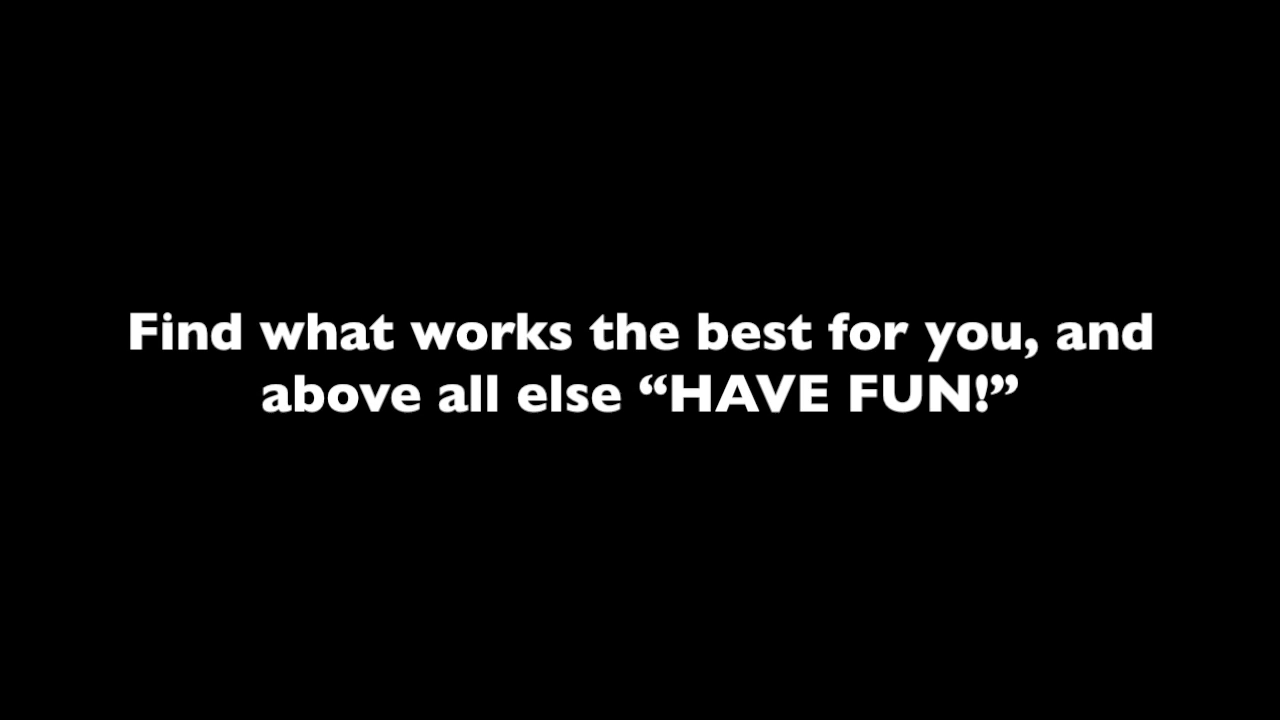 Find what works the best for you, and
above all else “HAVE FUN!”